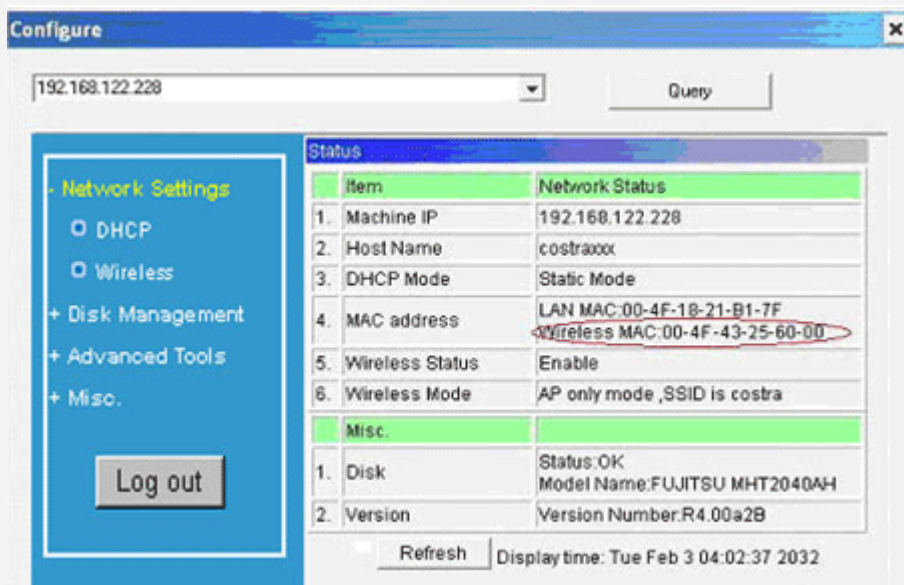 Configure
192.168.122.228
Query
- Network Settings
DHCP
Wireless
+ Disk Management
+ Advanced Tools
+ Misc.
Log out
Status
Item Network Status
1. Machine IP 192.168.122.228
2. Host Name costraxxx
3. DHCP Mode Static Mode
4. MAC address LAN MAC:00-4F-18-21-B1-7F
Wireless MAC:00-4F-43-25-60-00
5. Wireless Status Enable
6. Wireless Mode AP only mode ,SSID is costra
Misc.
1. Disk Status:OK
Model Name:FUJITSU MHT2040AH
2. Version Version Number:R4.00a2B
Refresh Display time: Tue Feb 3 04:02:37 2032